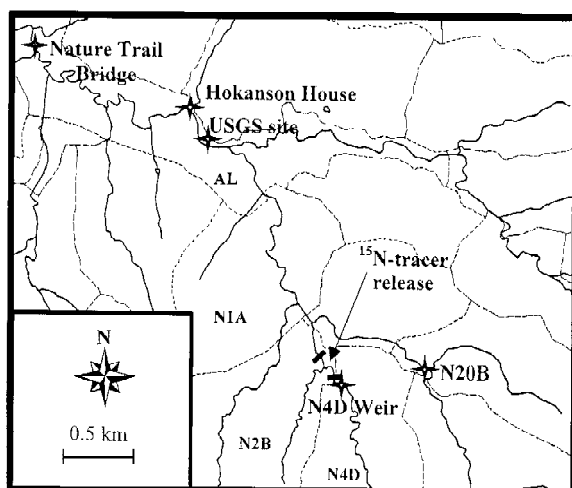 Nature Trail
Bridge
Hokanson House
USGS site
AL
15N-tracer
release
N1A
N
0.5 km
N20B
N4D Weir
N2B
N4D